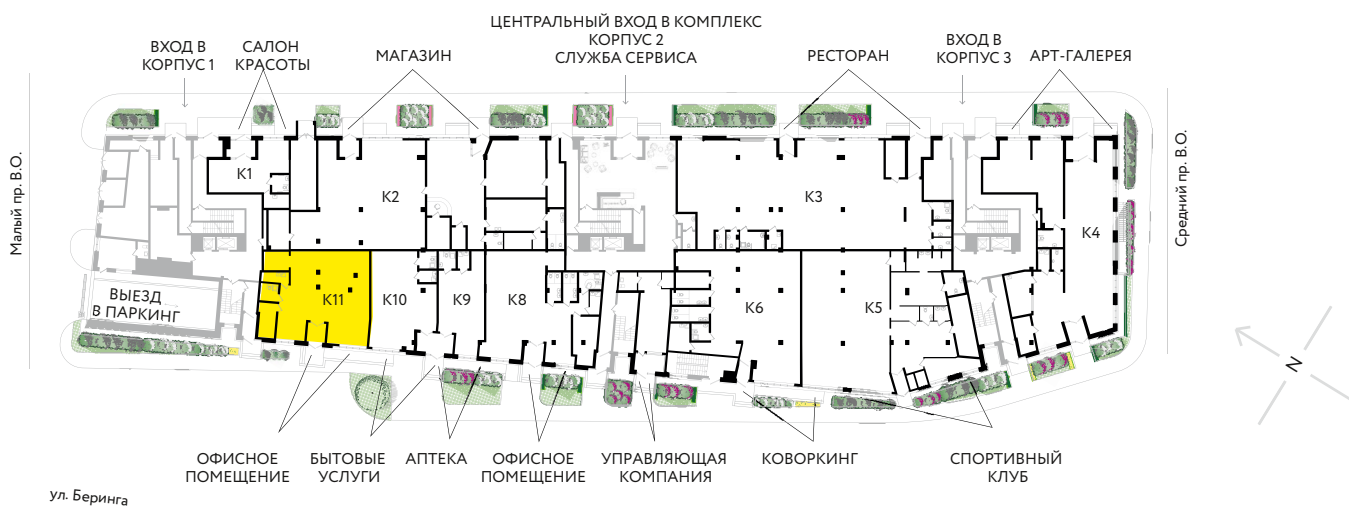 ЦЕНТРАЛЬНЫЙ ВХОД В КОМПЛЕКС
КОРПУС 2
СЛУЖБА СЕРВИСА
ВХОД В
КОРПУС 1
САЛОН
КРАСОТЫ
МАГАЗИН
РЕСТОРАН
ВХОД В
КОРПУС 3
АРТ-ГАЛЕРЕЯ
Малый пр. В.О.
Средний пр. В.О.
К1
К2
К3
К4
ВЫЕЗД
В ПАРКИНГ
К11
К10
К9
К8
К6
К5
N
ОФИСНОЕ
ПОМЕЩЕНИЕ
БЫТОВЫЕ
УСЛУГИ
АПТЕКА
ОФИСНОЕ
ПОМЕЩЕНИЕ
УПРАВЛЯЮЩАЯ
КОМПАНИЯ
КОВОРКИНГ
СПОРТИВНЫЙ
КЛУБ
ул. Беринга